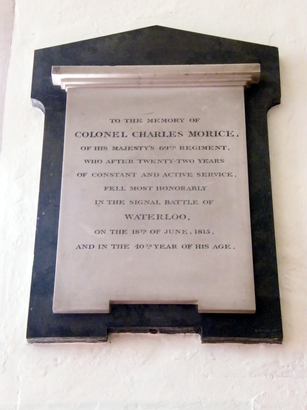 TO THE MEMORY OF
COLONEL CHARLES MORICE,
OF HIS MAJESTY'S 69TH REGIMENT,
WHO AFTER TWENTY-TWO YEARS
OF CONSTANT AND ACTIVE SERVICE,
FELL MOST HONORABLY
IN THE SIGNAL BATTLE OF
WATERLOO,
ON THE 18TH OF JUNE, 1815,
AND IN THE 40TH YEAR OF HIS AGE.